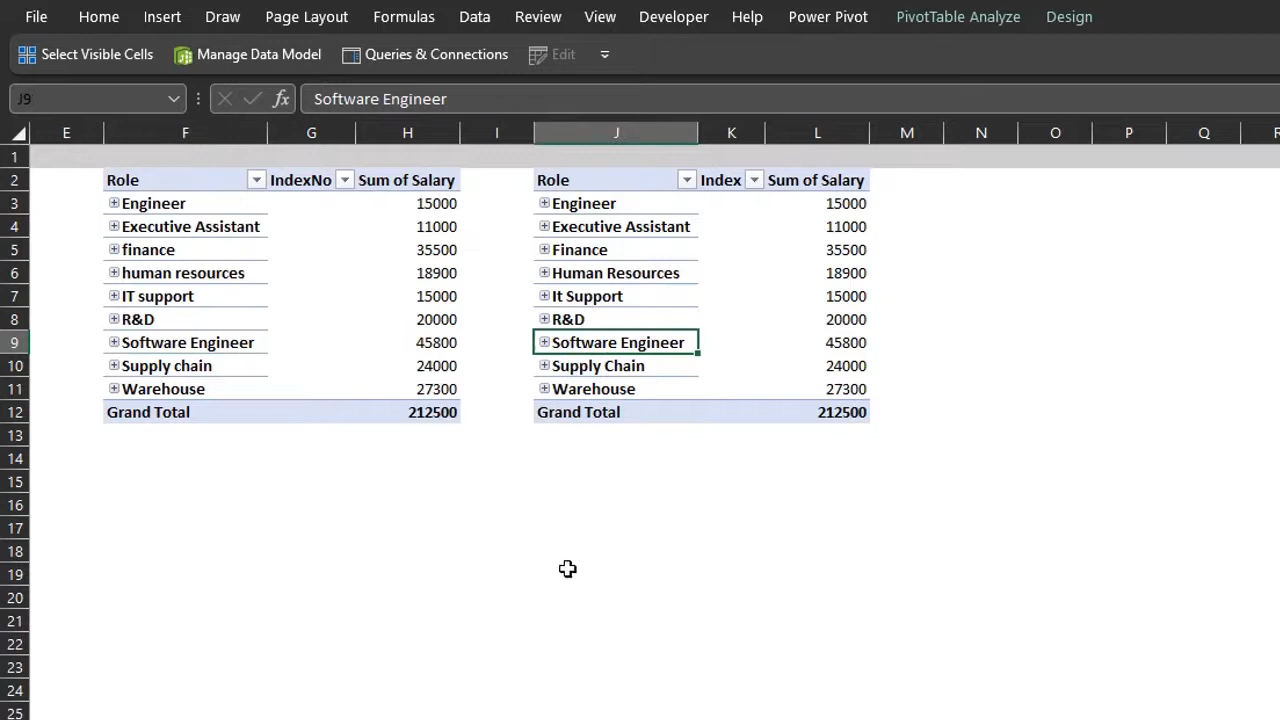 File Home Insert Draw Page Layout Formulas Data Review View Developer Help Power Pivot PivotTable Analyze Design
Select Visible Cells Manage Data Model Queries & Connections Edit
J9 fx Software Engineer
E F G H I J K L M N O P Q R
1
2 Role IndexNo Sum of Salary Role Index Sum of Salary
3 Engineer 15000 Engineer 15000
4 Executive Assistant 11000 Executive Assistant 11000
5 finance 35500 Finance 35500
6 human resources 18900 Human Resources 18900
7 IT support 15000 It Support 15000
8 R&D 20000 R&D 20000
9 Software Engineer 45800 Software Engineer 45800
10 Supply chain 24000 Supply Chain 24000
11 Warehouse 27300 Warehouse 27300
12 Grand Total 212500 Grand Total 212500
13
14
15
16
17
18
19
20
21
22
23
24
25